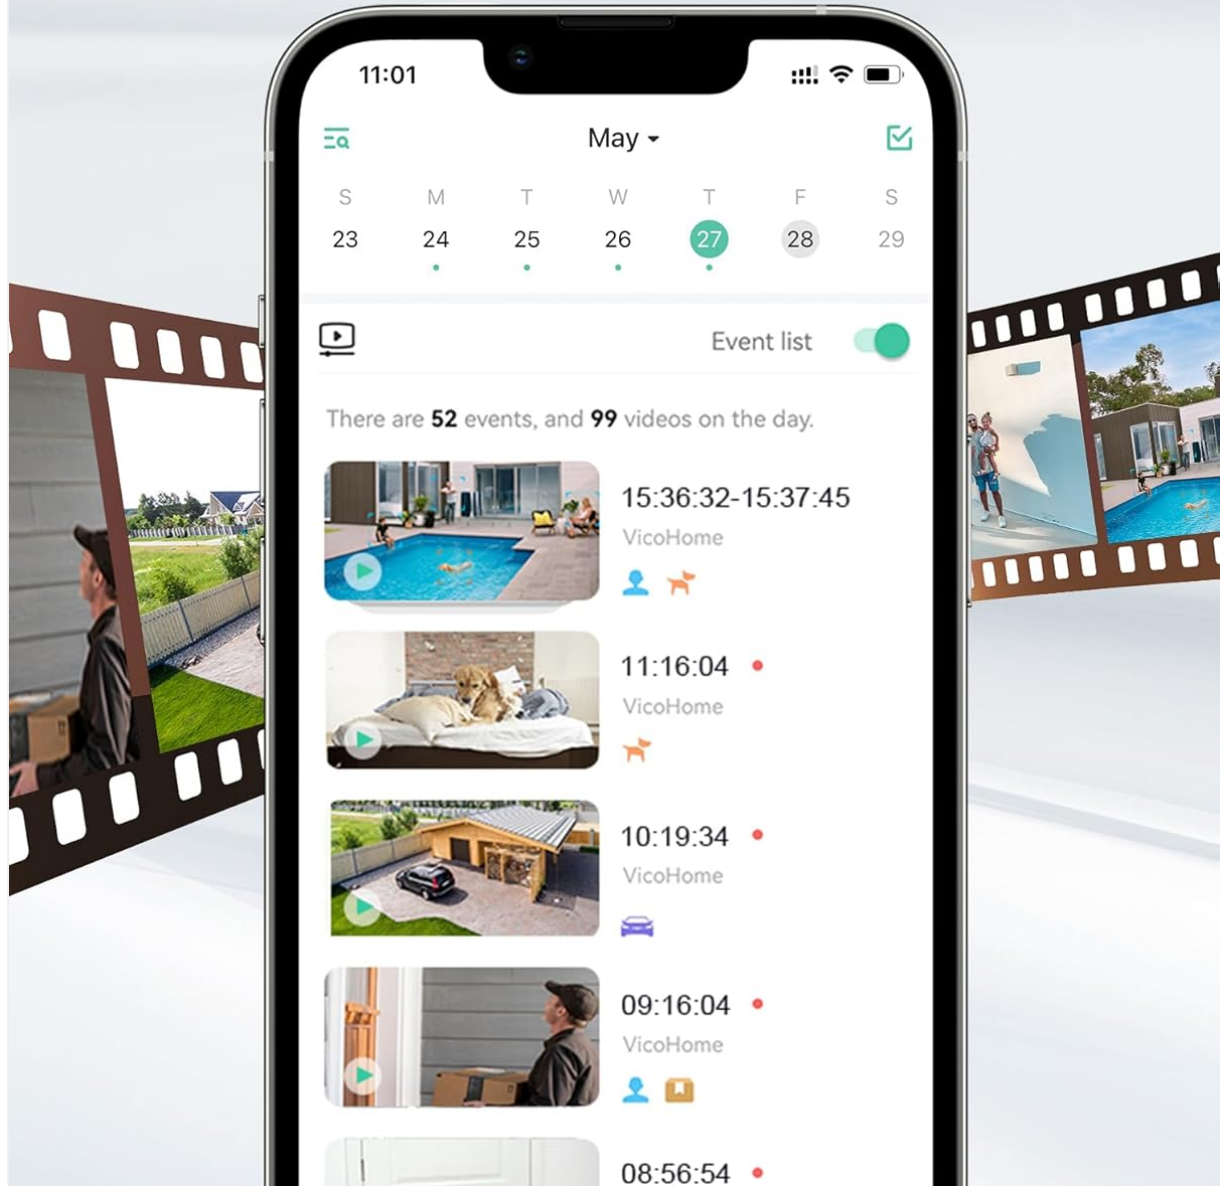 11:01
May
S M T W T F S
23 24 25 26 27 28 29
Event list
There are 52 events, and 99 videos on the day.
15:36:32-15:37:45
VicoHome
11:16:04
VicoHome
10:19:34
VicoHome
09:16:04
VicoHome
08:56:54